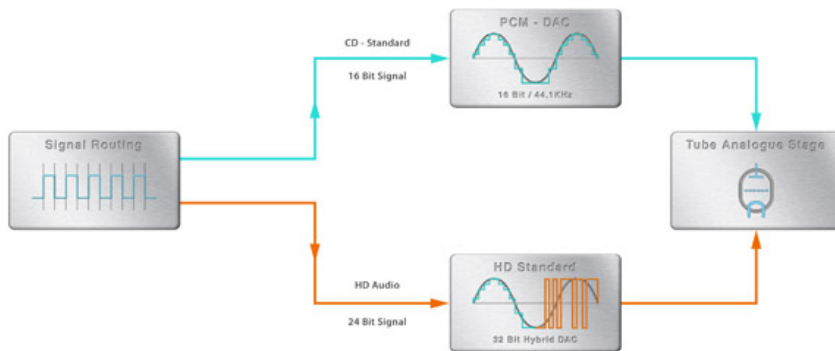 PCM - DAC
CD - Standard
16 Bit Signal
16 Bit / 44.1KHz
Signal Routing
Tube Analogue Stage
HD Standard
HD Audio
24 Bit Signal
32 Bit Hybrid DAC